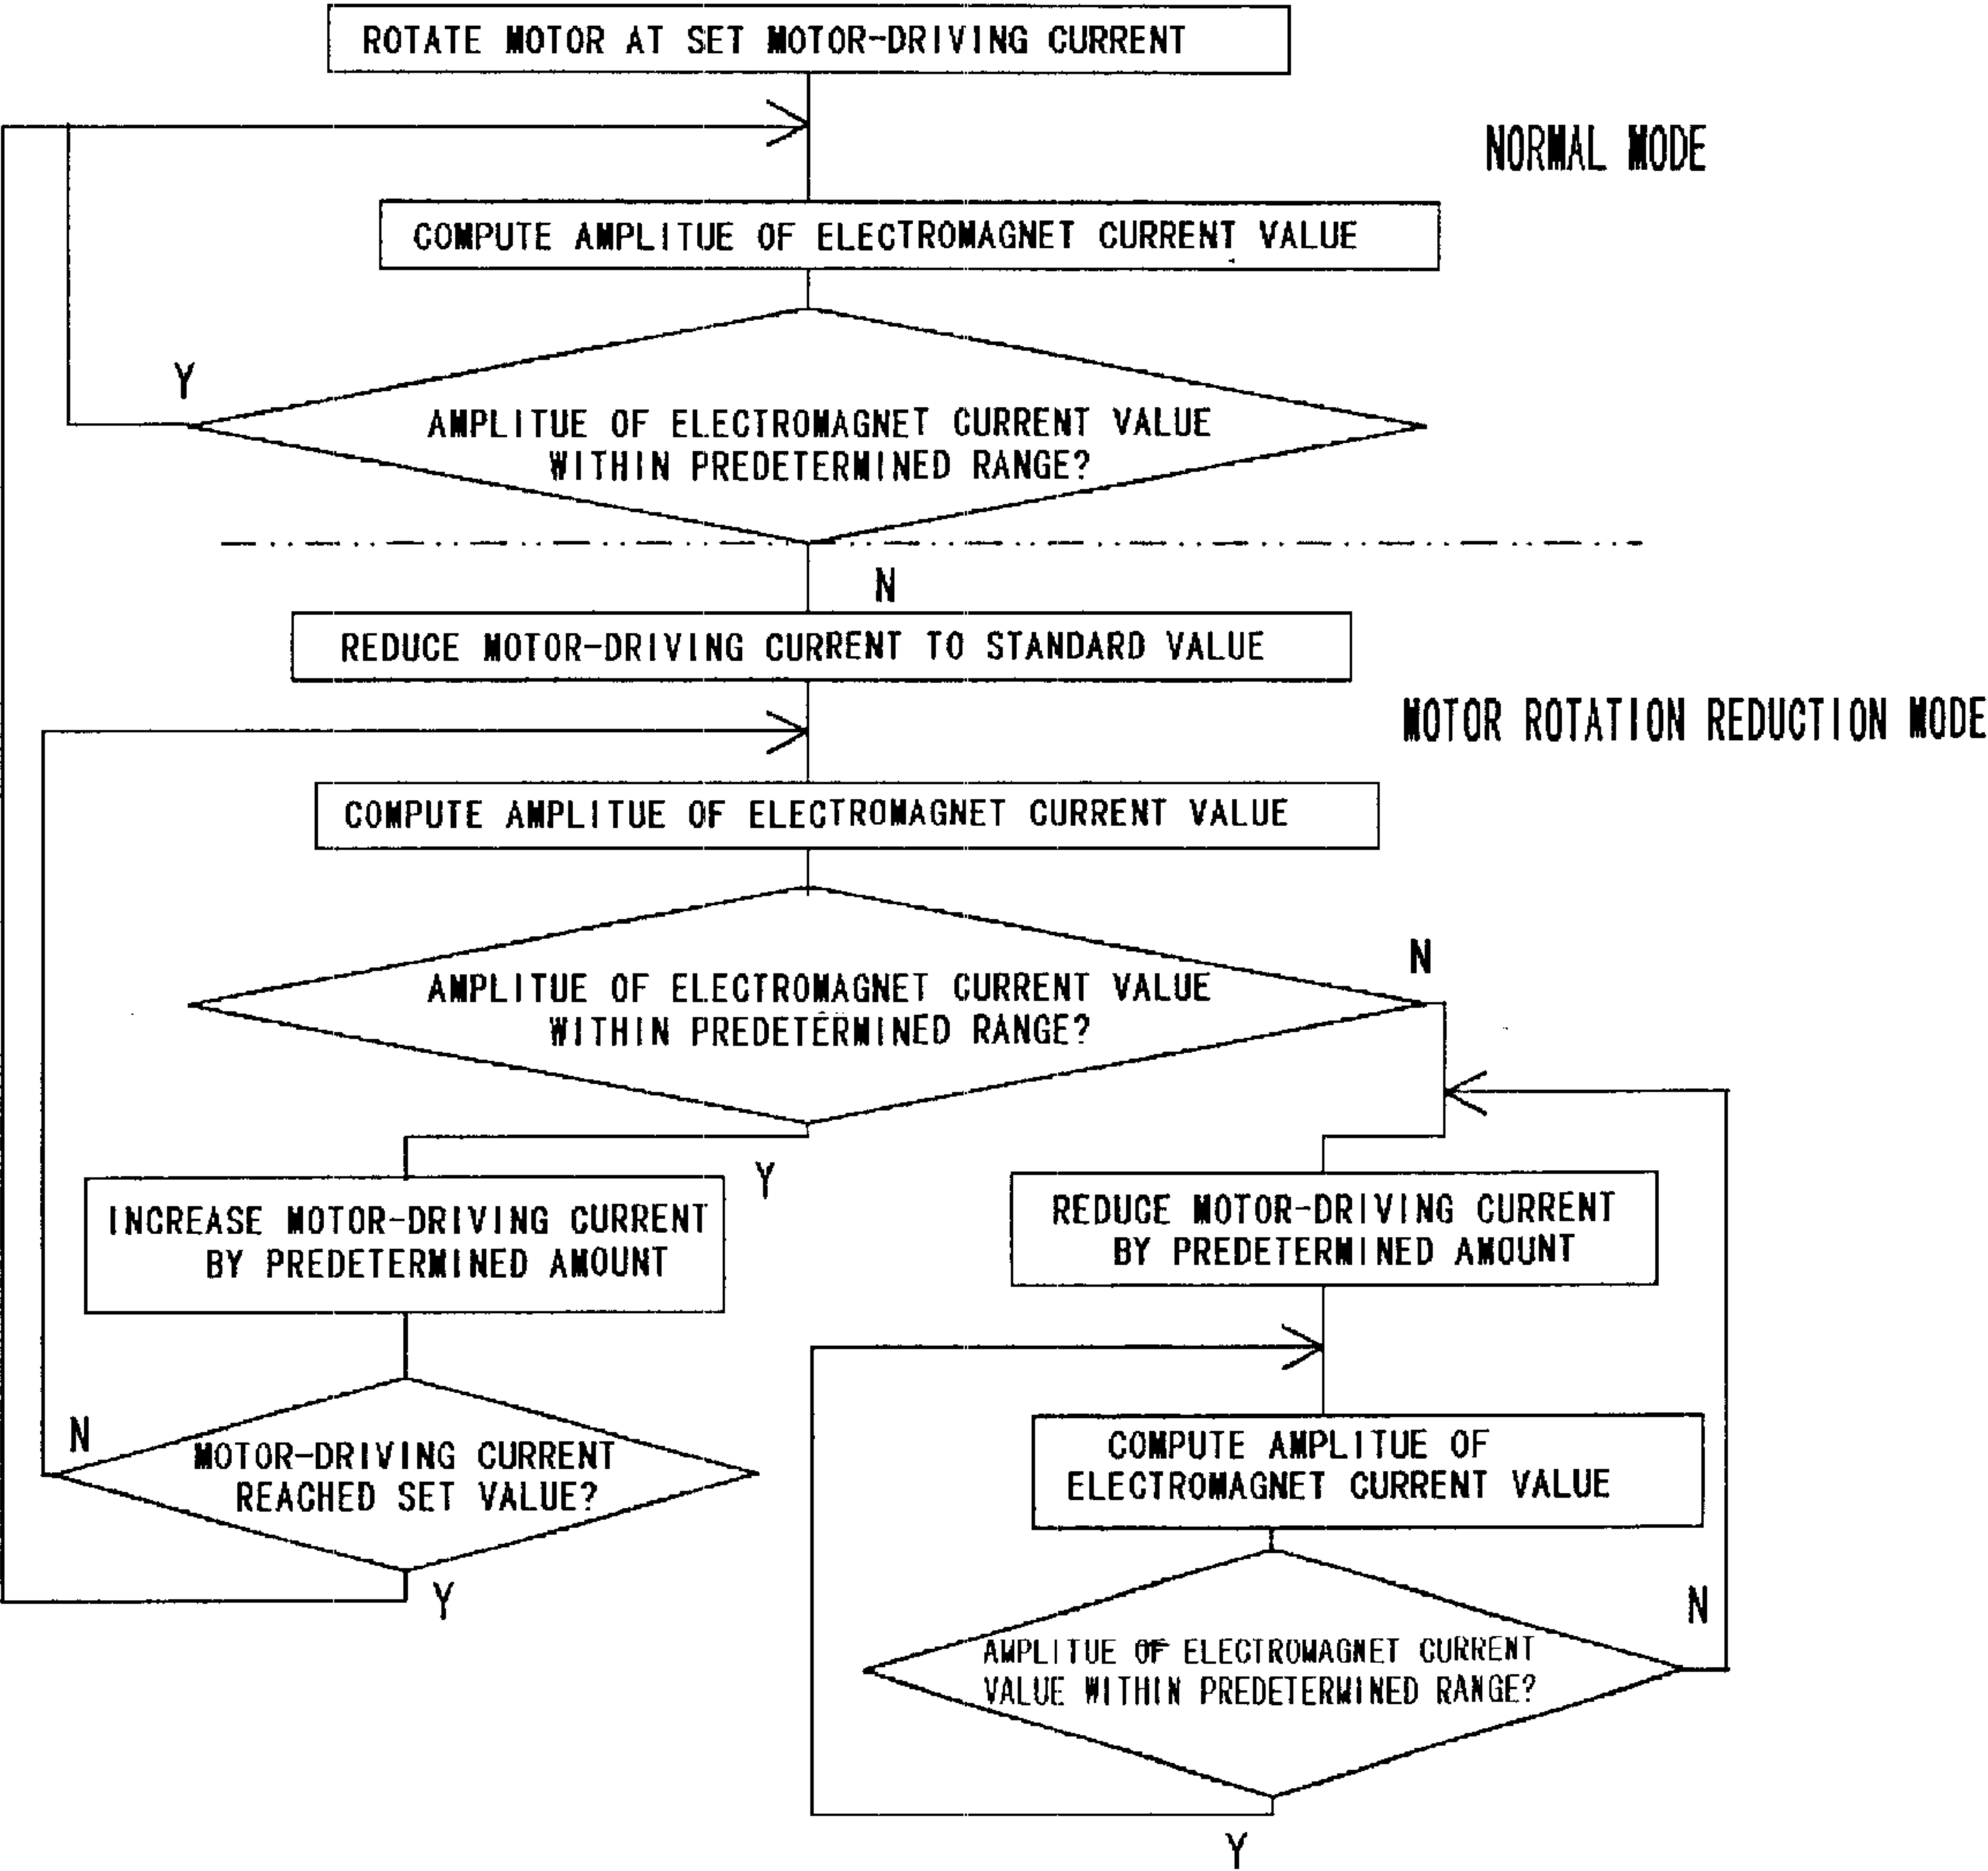 ROTATE MOTOR AT SET MOTOR-DRIVING CURRENT
NORMAL MODE
COMPUTE AMPLITUE OF ELECTROMAGNET CURRENT VALUE
Y
AMPLITUE OF ELECTROMAGNET CURRENT VALUE
WITHIN PREDETERMINED RANGE?
N
REDUCE MOTOR-DRIVING CURRENT TO STANDARD VALUE
MOTOR ROTATION REDUCTION MODE
COMPUTE AMPLITUE OF ELECTROMAGNET CURRENT VALUE
N
AMPLITUE OF ELECTROMAGNET CURRENT VALUE
WITHIN PREDETERMINED RANGE?
Y
INCREASE MOTOR-DRIVING CURRENT
BY PREDETERMINED AMOUNT
REDUCE MOTOR-DRIVING CURRENT
BY PREDETERMINED AMOUNT
N
MOTOR-DRIVING CURRENT
REACHED SET VALUE?
Y
COMPUTE AMPLITUE OF
ELECTROMAGNET CURRENT VALUE
N
AMPLITUE OF ELECTROMAGNET CURRENT
VALUE WITHIN PREDETERMINED RANGE?
Y